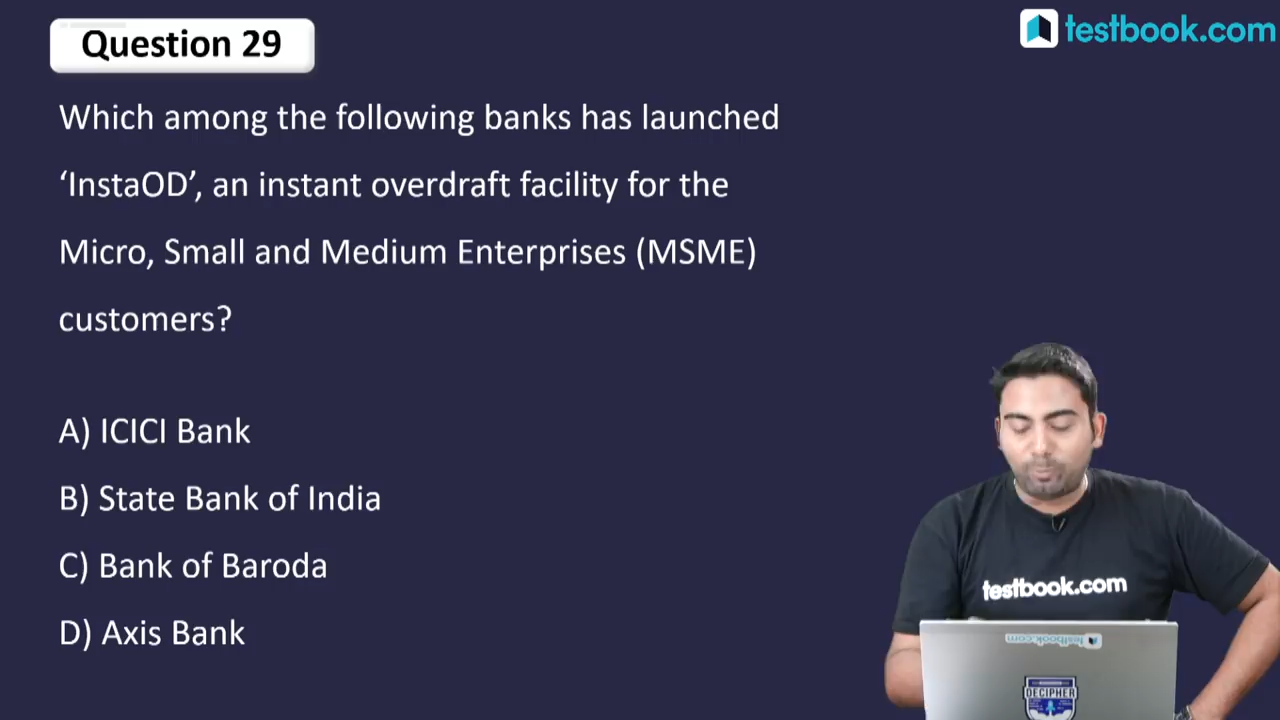 Question 29
testbook.com
Which among the following banks has launched
‘InstaOD’, an instant overdraft facility for the
Micro, Small and Medium Enterprises (MSME)
customers?
A) ICICI Bank
B) State Bank of India
C) Bank of Baroda
D) Axis Bank
testbook.com
testbook.com
DECIPHER